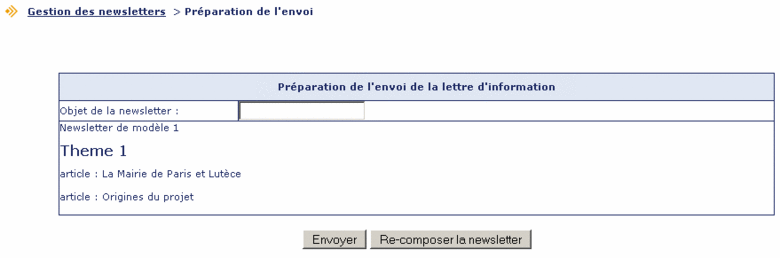 Gestion des newsletters > Préparation de l'envoi
Préparation de l'envoi de la lettre d'information
Objet de la newsletter :
Newsletter de modèle 1
Theme 1
article : La Mairie de Paris et Lutèce
article : Origines du projet
Envoyer Re-composer la newsletter